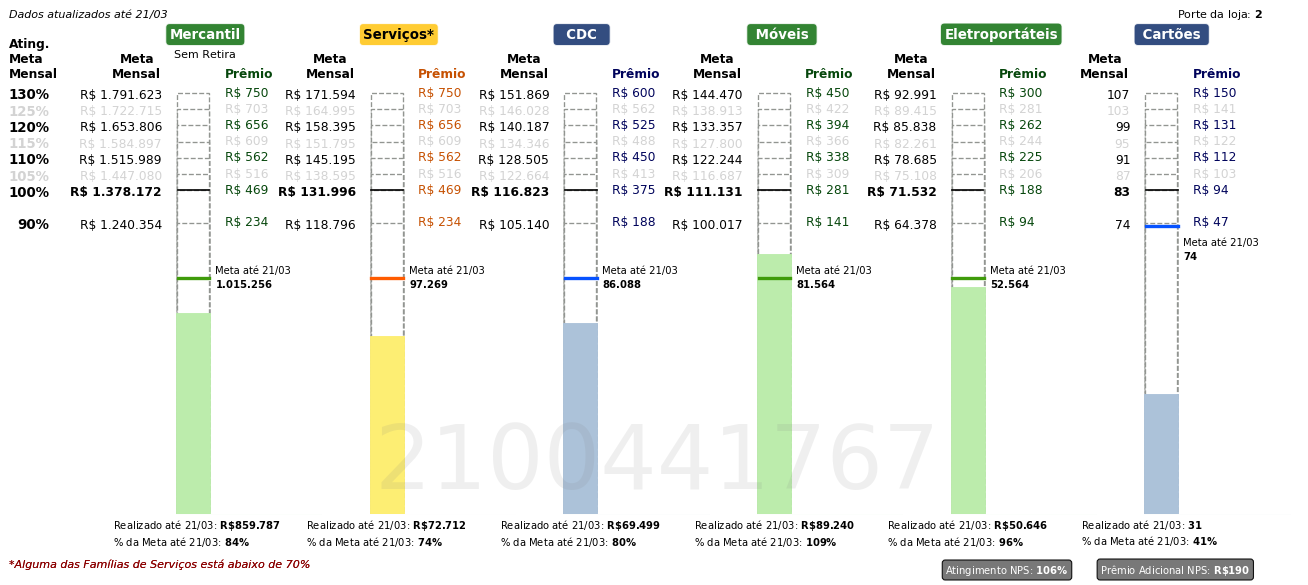 Dados atualizados até 21/03 Porte da loja: 2
Mercantil Serviços* CDC Móveis Eletroportáteis Cartões
Sem Retira
Ating. Meta Mensal Meta Mensal Prêmio Meta Mensal Prêmio Meta Mensal Prêmio Meta Mensal Prêmio Meta Mensal Prêmio Meta Mensal Prêmio
130% R$ 1.791.623 R$ 750 R$ 171.594 R$ 750 R$ 151.869 R$ 600 R$ 144.470 R$ 450 R$ 92.991 R$ 300 107 R$ 150
125% R$ 1.722.715 R$ 703 R$ 164.995 R$ 703 R$ 146.028 R$ 562 R$ 138.913 R$ 422 R$ 89.415 R$ 281 103 R$ 141
120% R$ 1.653.806 R$ 656 R$ 158.395 R$ 656 R$ 140.187 R$ 525 R$ 133.357 R$ 394 R$ 85.838 R$ 262 99 R$ 131
115% R$ 1.584.897 R$ 609 R$ 151.795 R$ 609 R$ 134.346 R$ 488 R$ 127.800 R$ 366 R$ 82.261 R$ 244 95 R$ 122
110% R$ 1.515.989 R$ 562 R$ 145.195 R$ 562 R$ 128.505 R$ 450 R$ 122.244 R$ 338 R$ 78.685 R$ 225 91 R$ 112
105% R$ 1.447.080 R$ 516 R$ 138.595 R$ 516 R$ 122.664 R$ 413 R$ 116.687 R$ 309 R$ 75.108 R$ 206 87 R$ 103
100% R$ 1.378.172 R$ 469 R$ 131.996 R$ 469 R$ 116.823 R$ 375 R$ 111.131 R$ 281 R$ 71.532 R$ 188 83 R$ 94
90% R$ 1.240.354 R$ 234 R$ 118.796 R$ 234 R$ 105.140 R$ 188 R$ 100.017 R$ 141 R$ 64.378 R$ 94 74 R$ 47
Meta até 21/03
74
Meta até 21/03 Meta até 21/03 Meta até 21/03 Meta até 21/03 Meta até 21/03
1.015.256 97.269 86.088 81.564 52.564
2100441767
Realizado até 21/03: R$859.787 Realizado até 21/03: R$72.712 Realizado até 21/03: R$69.499 Realizado até 21/03: R$89.240 Realizado até 21/03: R$50.646 Realizado até 21/03: 31
% da Meta até 21/03: 84% % da Meta até 21/03: 74% % da Meta até 21/03: 80% % da Meta até 21/03: 109% % da Meta até 21/03: 96% % da Meta até 21/03: 41%
*Alguma das Famílias de Serviços está abaixo de 70% Atingimento NPS: 106% Prêmio Adicional NPS: R$190